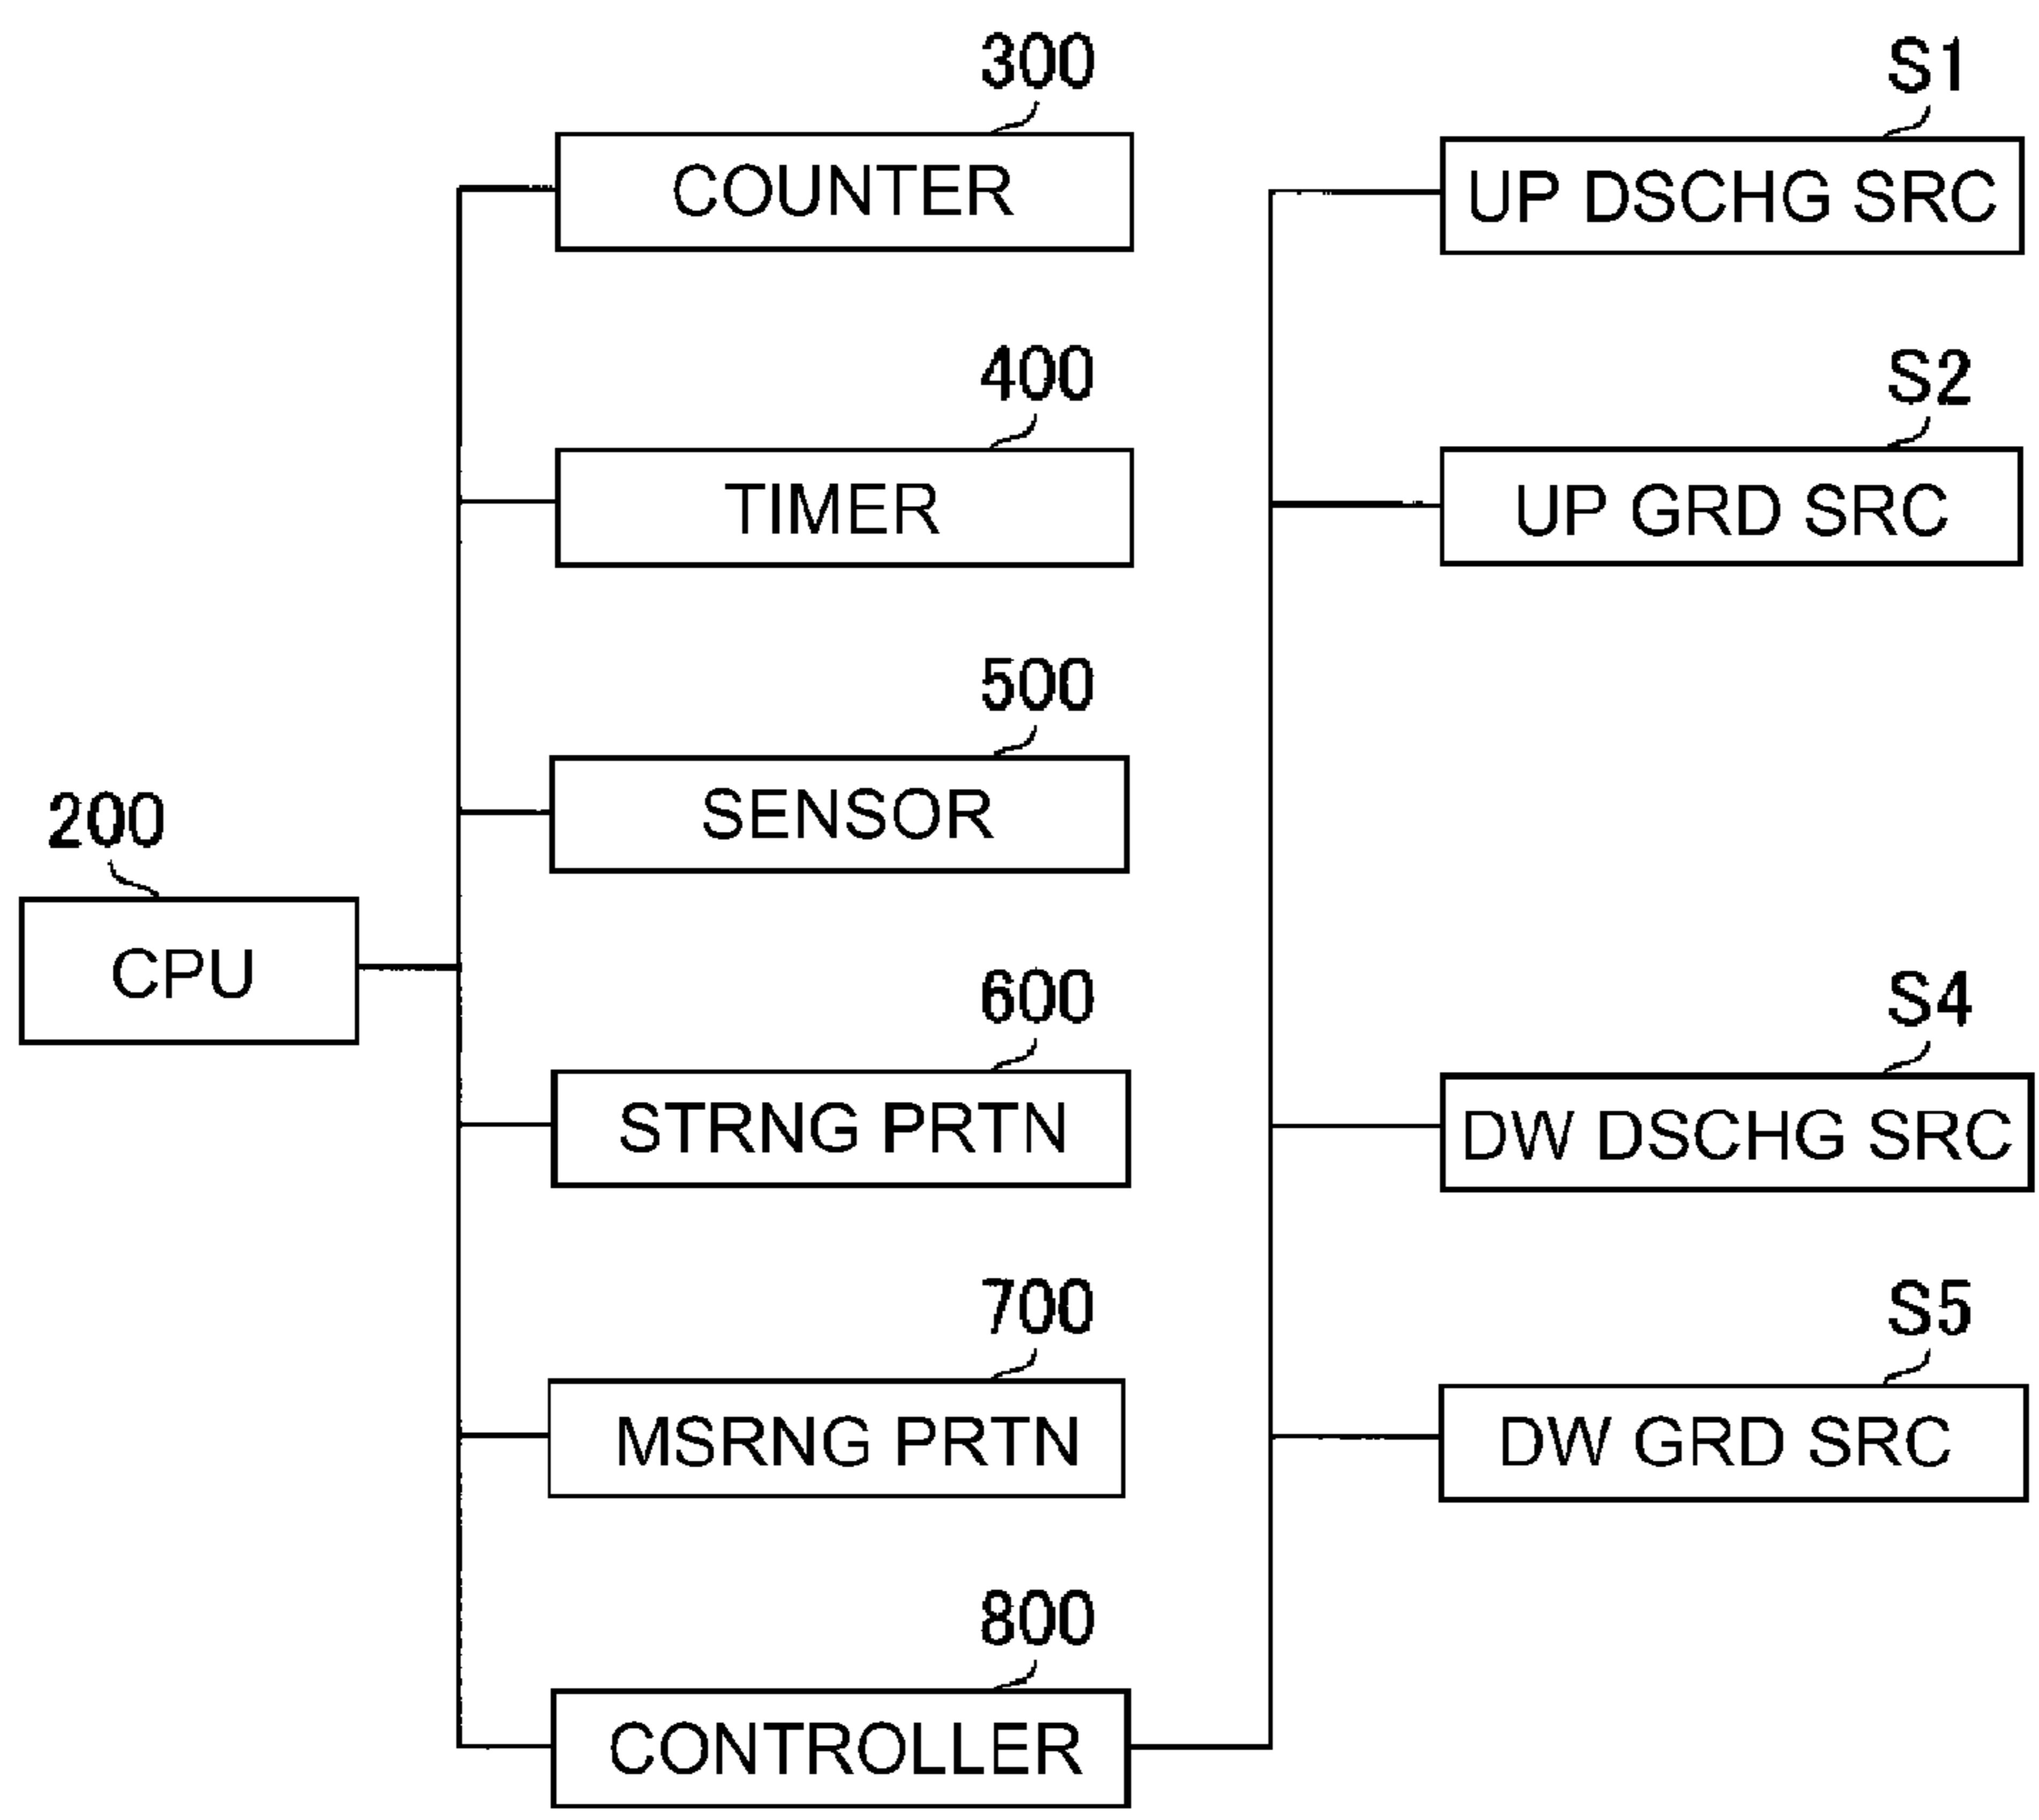 300
COUNTER
400
TIMER
500
SENSOR
200
CPU
600
STRNG PRTN
700
MSRNG PRTN
800
CONTROLLER
S1
UP DSCHG SRC
S2
UP GRD SRC
S4
DW DSCHG SRC
S5
DW GRD SRC